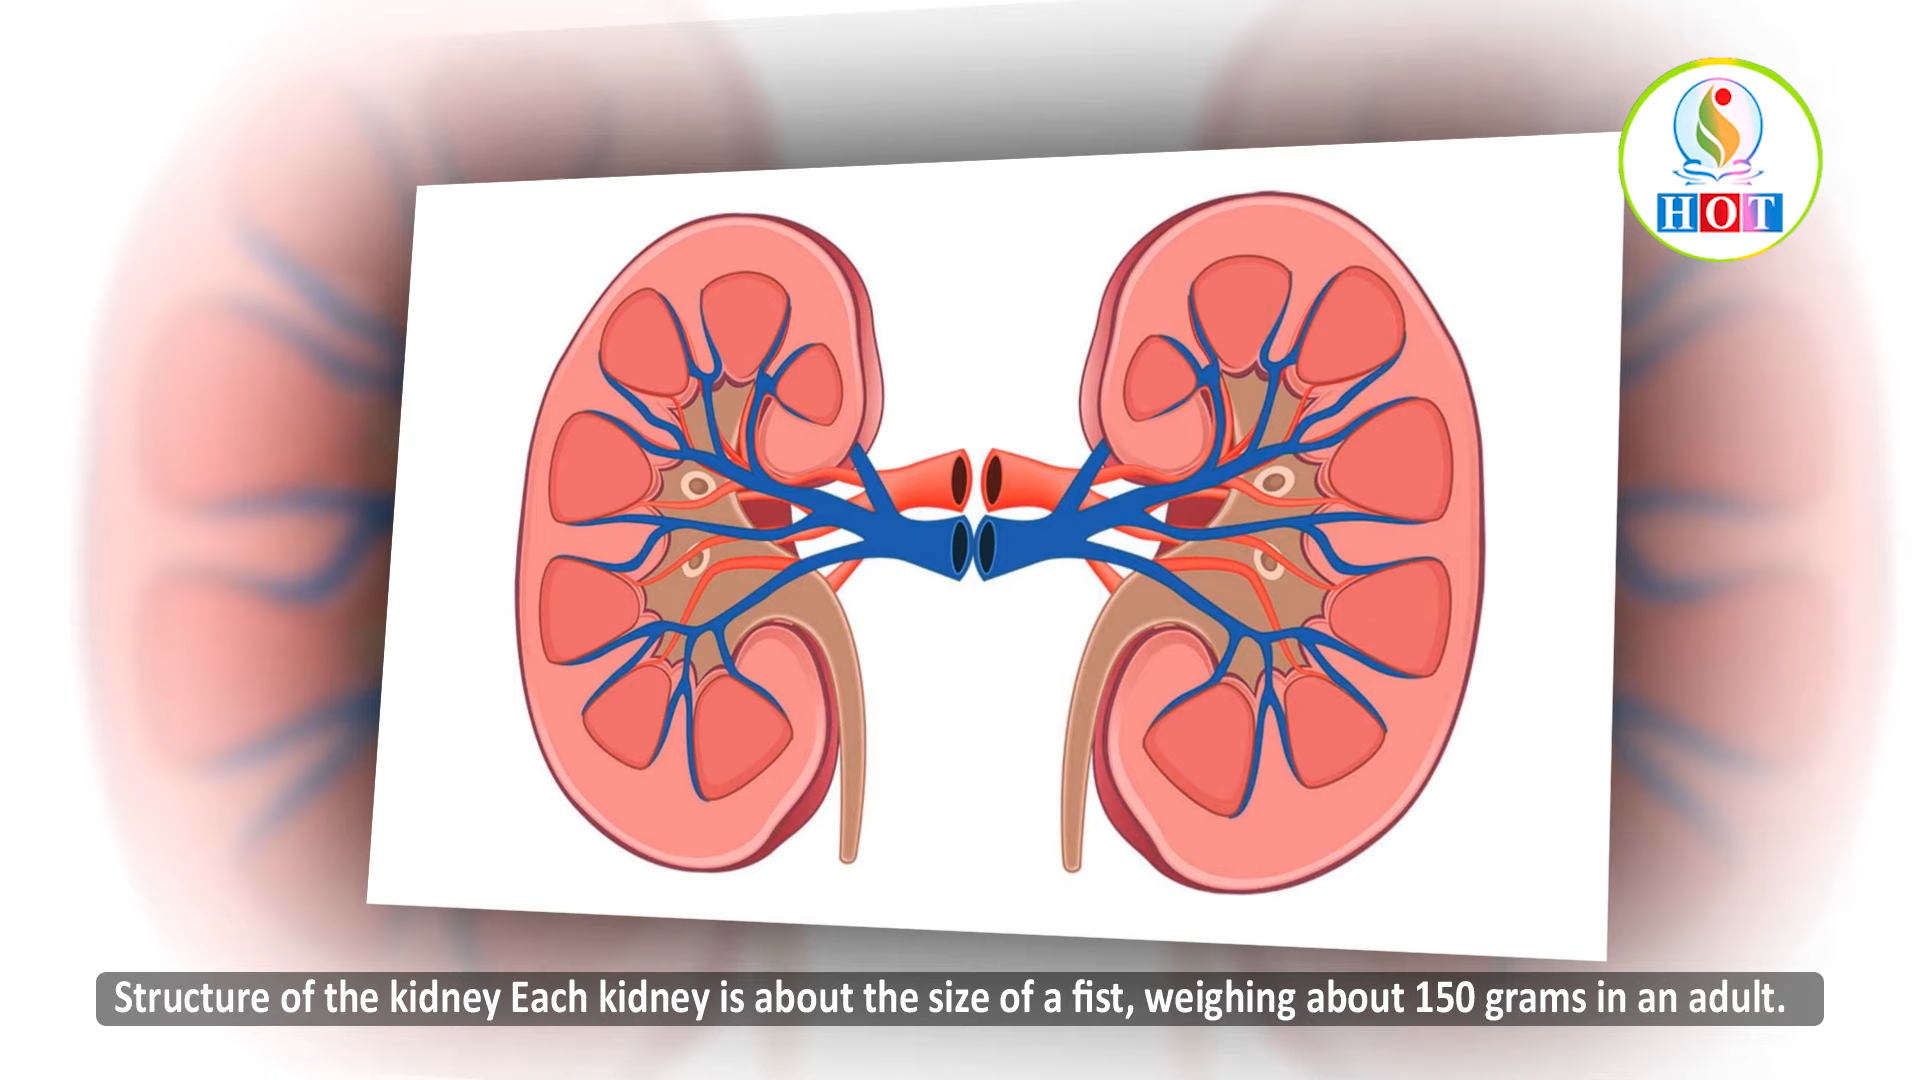 HOT
Structure of the kidney Each kidney is about the size of a fist, weighing about 150 grams in an adult.